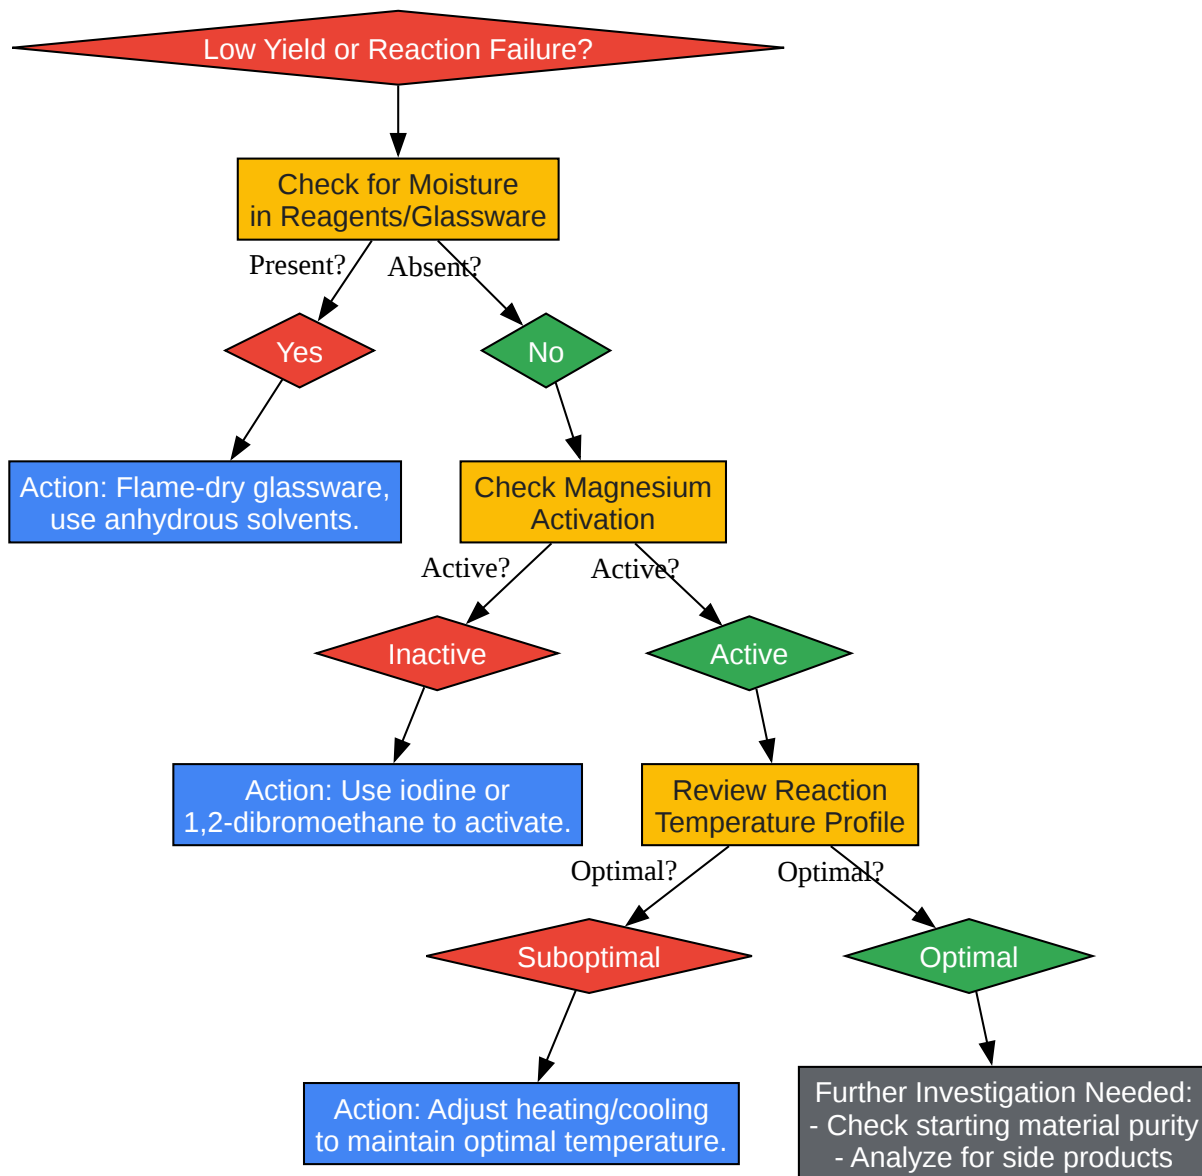 Low Yield or Reaction Failure?
Check for Moisture
in Reagents/Glassware
Present?
Absent?
Yes
No
Action: Flame-dry glassware,
use anhydrous solvents.
Check Magnesium
Activation
Active?
Active?
Inactive
Active
Action: Use iodine or
1,2-dibromoethane to activate.
Review Reaction
Temperature Profile
Optimal?
Optimal?
Suboptimal
Optimal
Action: Adjust heating/cooling
to maintain optimal temperature.
Further Investigation Needed:
- Check starting material purity
- Analyze for side products